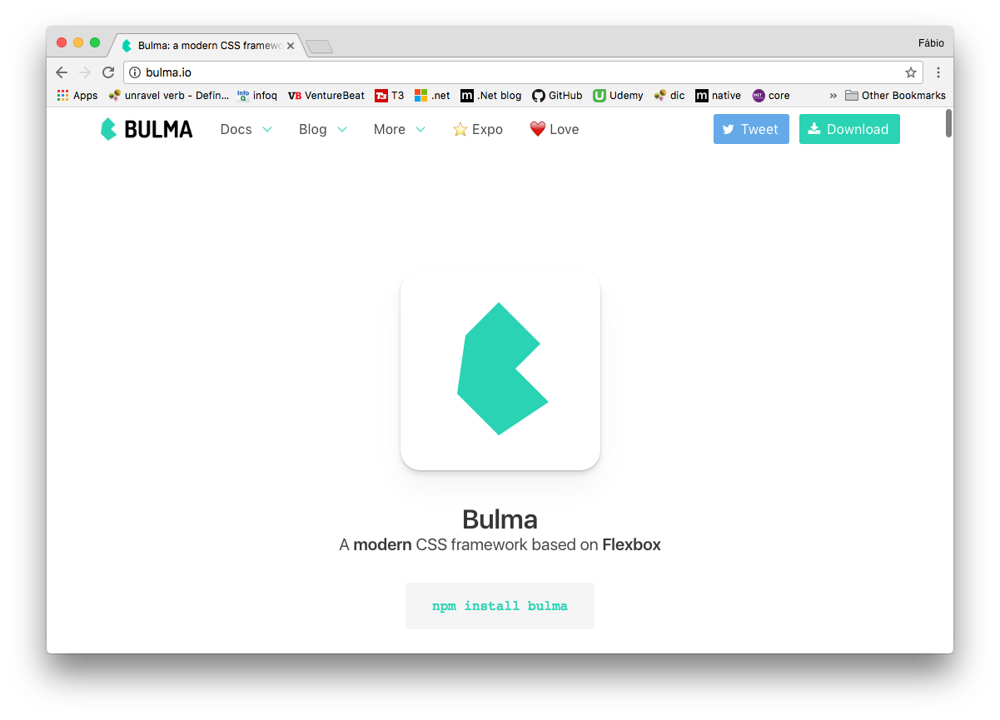 Bulma: a modern CSS framewo
Fábio
bulma.io
Apps unravel verb - Defin... infoq VentureBeat T3 .net .Net blog GitHub Udemy dic native core » Other Bookmarks
BULMA Docs Blog More Expo Love Tweet Download
Bulma
A modern CSS framework based on Flexbox
npm install bulma